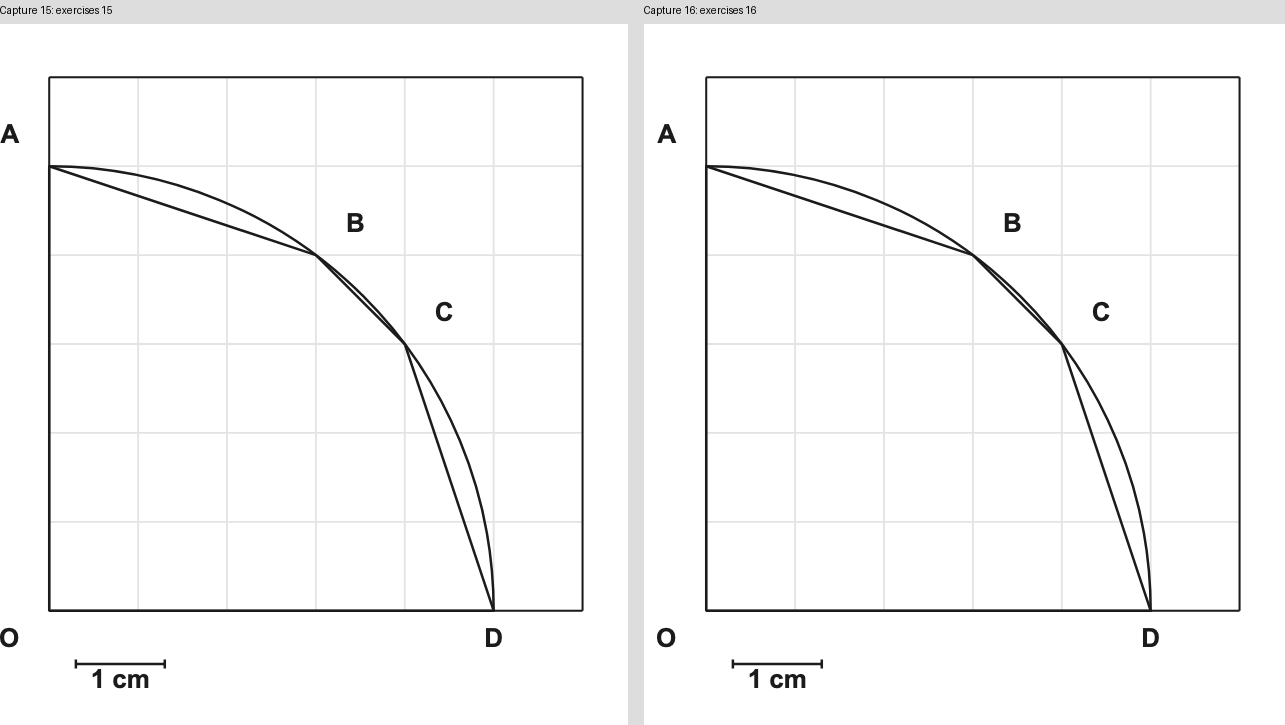 Capture 15: exercises 15
A
B
C
O
D
1 cm
Capture 16: exercises 16
A
B
C
O
D
1 cm